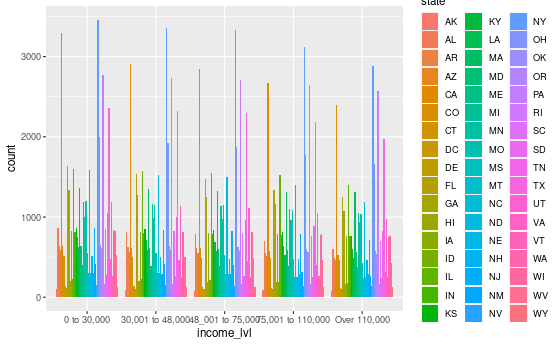 state
AK KY NY
AL LA OH
AR MA OK
AZ MD OR
CA ME PA
CO MI SC
CT MN SD
DC MO TN
DE MS TX
FL MT UT
GA NC VA
HI ND VT
IA NE WA
ID NH WI
IL NJ WV
IN NM WY
KS NV
3000
2000
1000
0
count
0 to 30,000 30,001 to 48,000 48_001 to 75,000 75,001 to 110,000 Over 110,000
income_lvl